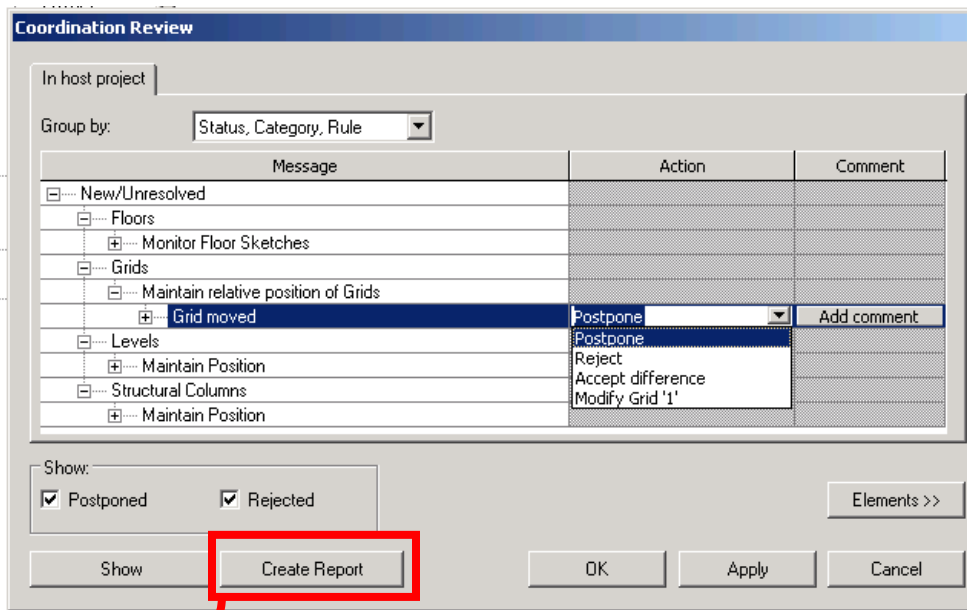 Coordination Review
In host project
Group by: Status, Category, Rule
Message Action Comment
New/Unresolved
Floors
Monitor Floor Sketches
Grids
Maintain relative position of Grids
Grid moved Postpone Add comment
Postpone
Levels
Reject
Maintain Position
Accept difference
Structural Columns
Modify Grid '1'
Maintain Position
Show:
Postponed Rejected Elements >>
Show Create Report OK Apply Cancel